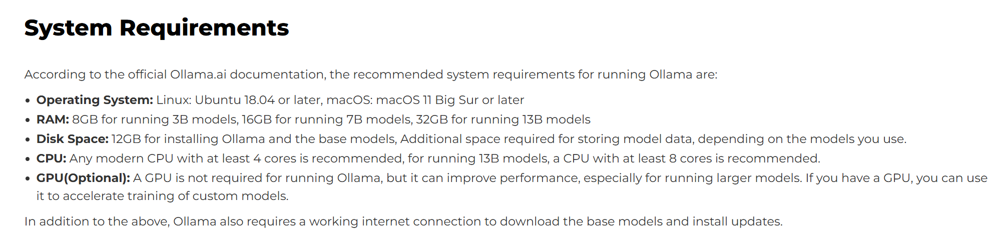 System Requirements
According to the official Ollama.ai documentation, the recommended system requirements for running Ollama are:
• Operating System: Linux: Ubuntu 18.04 or later, macOS: macOS 11 Big Sur or later
• RAM: 8GB for running 3B models, 16GB for running 7B models, 32GB for running 13B models
• Disk Space: 12GB for installing Ollama and the base models, Additional space required for storing model data, depending on the models you use.
• CPU: Any modern CPU with at least 4 cores is recommended, for running 13B models, a CPU with at least 8 cores is recommended.
• GPU(Optional): A GPU is not required for running Ollama, but it can improve performance, especially for running larger models. If you have a GPU, you can use
it to accelerate training of custom models.
In addition to the above, Ollama also requires a working internet connection to download the base models and install updates.